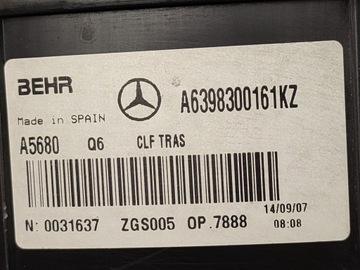 BEHR
A6398300161KZ
Made in SPAIN
A5680 Q6 CLF TRAS
14/09/07
N: 0031637 ZGS005 OP.7888 08:08